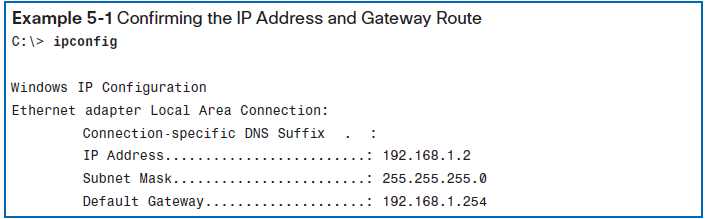 Example 5-1 Confirming the IP Address and Gateway Route
C:\> ipconfig
Windows IP Configuration
Ethernet adapter Local Area Connection:
Connection-specific DNS Suffix . :
IP Address.........................: 192.168.1.2
Subnet Mask........................: 255.255.255.0
Default Gateway....................: 192.168.1.254